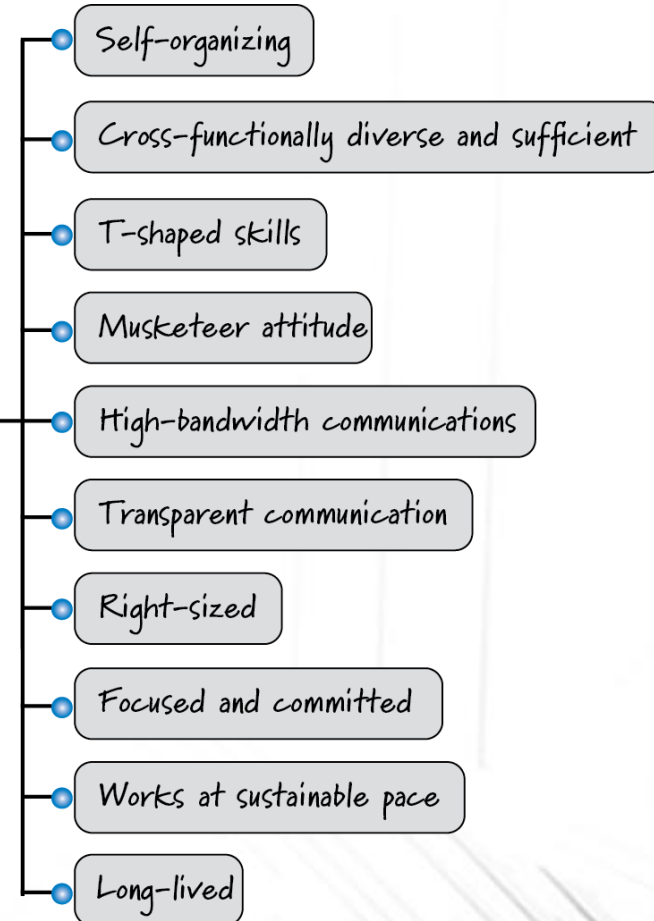 Self-organizing
Cross-functionally diverse and sufficient
T-shaped skills
Musketeer attitude
High-bandwidth communications
Transparent communication
Right-sized
Focused and committed
Works at sustainable pace
Long-lived